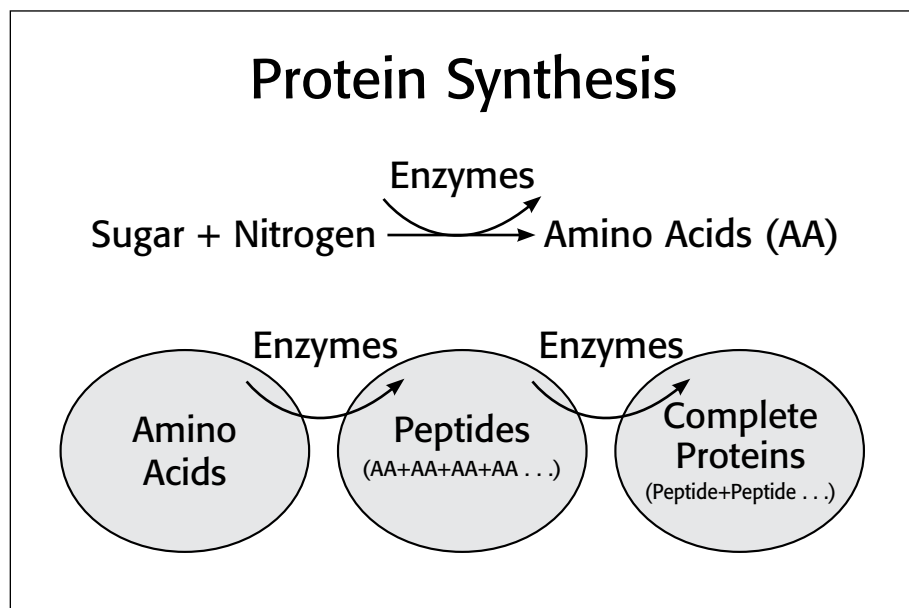 Protein Synthesis
Enzymes
Sugar + Nitrogen
Amino Acids (AA)
Enzymes
Enzymes
Amino
Acids
Peptides
(AA+AA+AA+AA . . .)
Complete
Proteins
(Peptide+Peptide . . .)